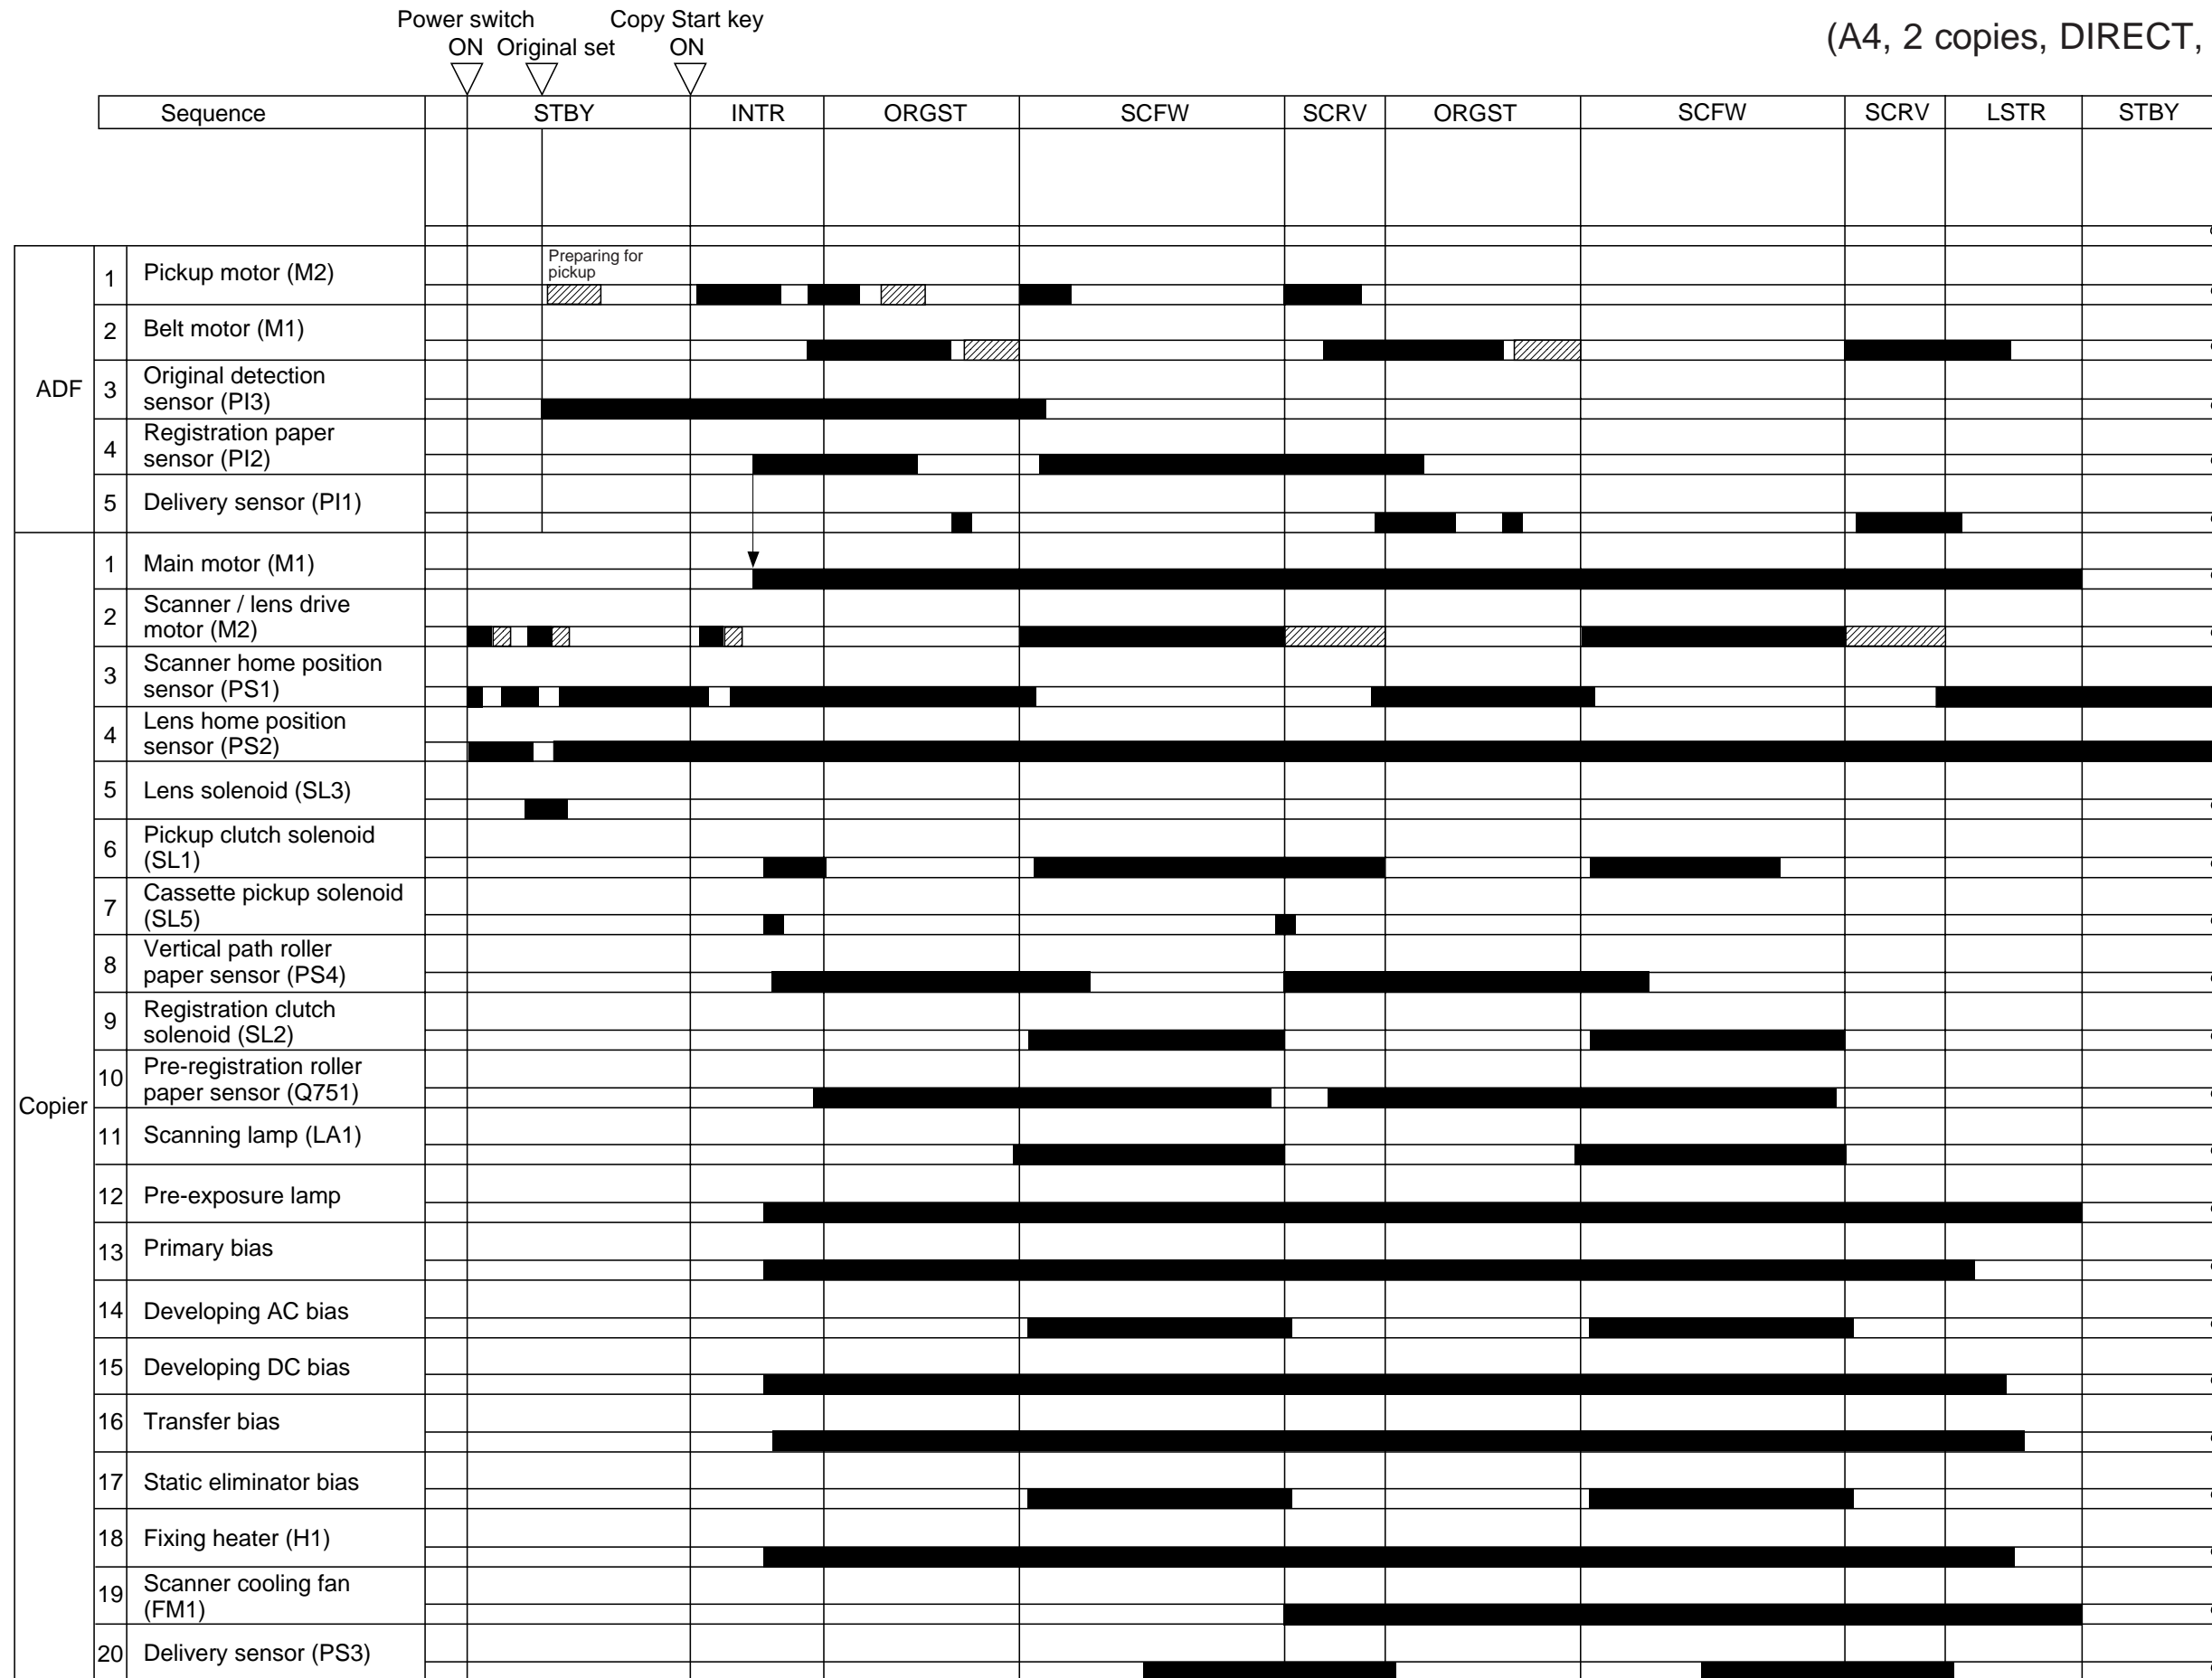 Power switch
ON
Original set
Copy Start key
ON
(A4, 2 copies, DIRECT,
Sequence STBY INTR ORGST SCFW SCRV ORGST SCFW SCRV LSTR STBY
ADF
1 Pickup motor (M2)
Preparing for
pickup
2 Belt motor (M1)
3 Original detection
sensor (PI3)
4 Registration paper
sensor (PI2)
5 Delivery sensor (PI1)
Copier
1 Main motor (M1)
2 Scanner / lens drive
motor (M2)
3 Scanner home position
sensor (PS1)
4 Lens home position
sensor (PS2)
5 Lens solenoid (SL3)
6 Pickup clutch solenoid
(SL1)
7 Cassette pickup solenoid
(SL5)
8 Vertical path roller
paper sensor (PS4)
9 Registration clutch
solenoid (SL2)
10 Pre-registration roller
paper sensor (Q751)
11 Scanning lamp (LA1)
12 Pre-exposure lamp
13 Primary bias
14 Developing AC bias
15 Developing DC bias
16 Transfer bias
17 Static eliminator bias
18 Fixing heater (H1)
19 Scanner cooling fan
(FM1)
20 Delivery sensor (PS3)